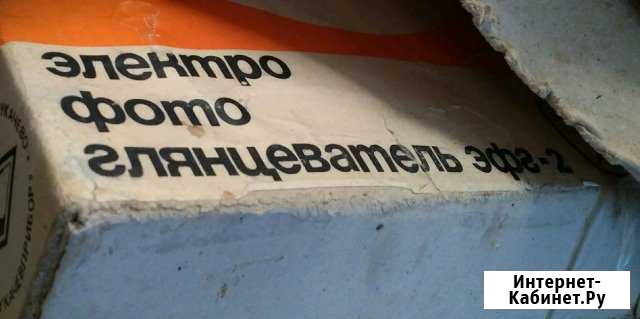 электро
фото
глянцеватель эфг-2
Интернет-
Кабинет.Ру